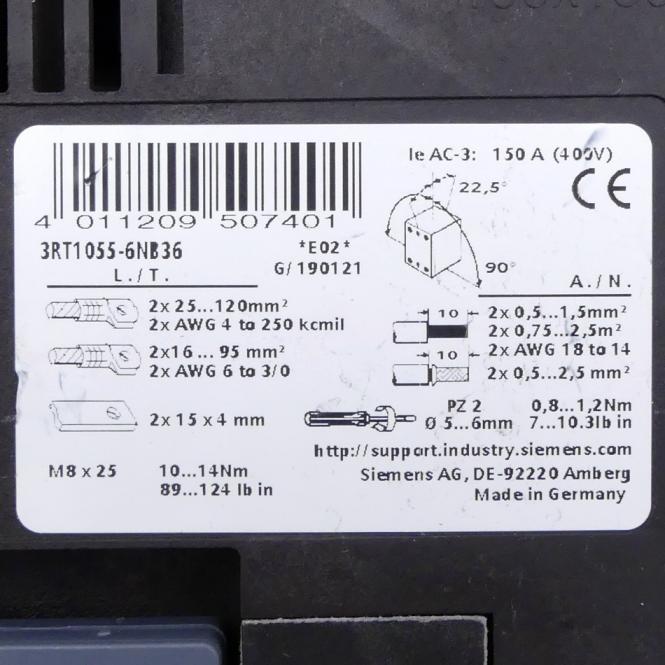 Ie AC-3: 150 A (400V)
4 011209 507401
22,5°
CE
3RT1055-6NB36
*E02*
G/190121
90°
L./T.
A./N.
2x 25...120mm²
2x AWG 4 to 250 kcmil
10
2x 0,5...1,5mm²
2x 0,75...2,5m²
2x16 ... 95 mm²
2x AWG 6 to 3/0
10
2x AWG 18 to 14
2x 0,5...2,5 mm²
2x 15 x 4 mm
PZ 2 0,8...1,2Nm
Ø 5...6mm 7...10.3lb in
http://support.industry.siemens.com
M8 x 25 10...14Nm
89...124 lb in
Siemens AG, DE-92220 Amberg
Made in Germany